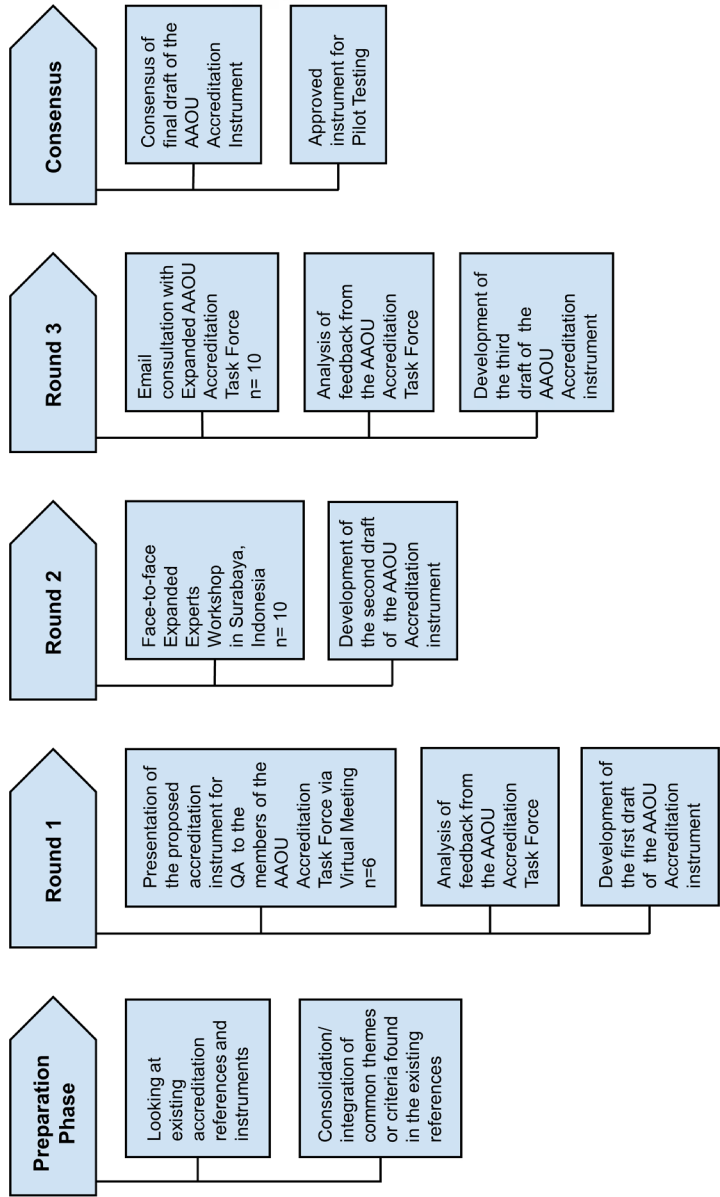 Preparation
Phase
Looking at
existing
accreditation
references and
instruments
Consolidation/
integration of
common themes
or criteria found
in the existing
references
Round 1
Presentation of
the proposed
accreditation
instrument for
QA to the
members of the
AAOU
Accreditation
Task Force via
Virtual Meeting
n=6
Analysis of
feedback from
the AAOU
Accreditation
Task Force
Development of
the first draft
of the AAOU
Accreditation
instrument
Round 2
Face-to-face
Expanded
Experts
Workshop
in Surabaya,
Indonesia
n= 10
Development of
the second draft
of the AAOU
Accreditation
instrument
Round 3
Email
consultation with
Expanded AAOU
Accreditation
Task Force
n= 10
Analysis of
feedback from
the AAOU
Accreditation
Task Force
Development of
the third
draft of the
AAOU
Accreditation
instrument
Consensus
Consensus of
final draft of the
AAOU
Accreditation
Instrument
Approved
instrument for
Pilot Testing